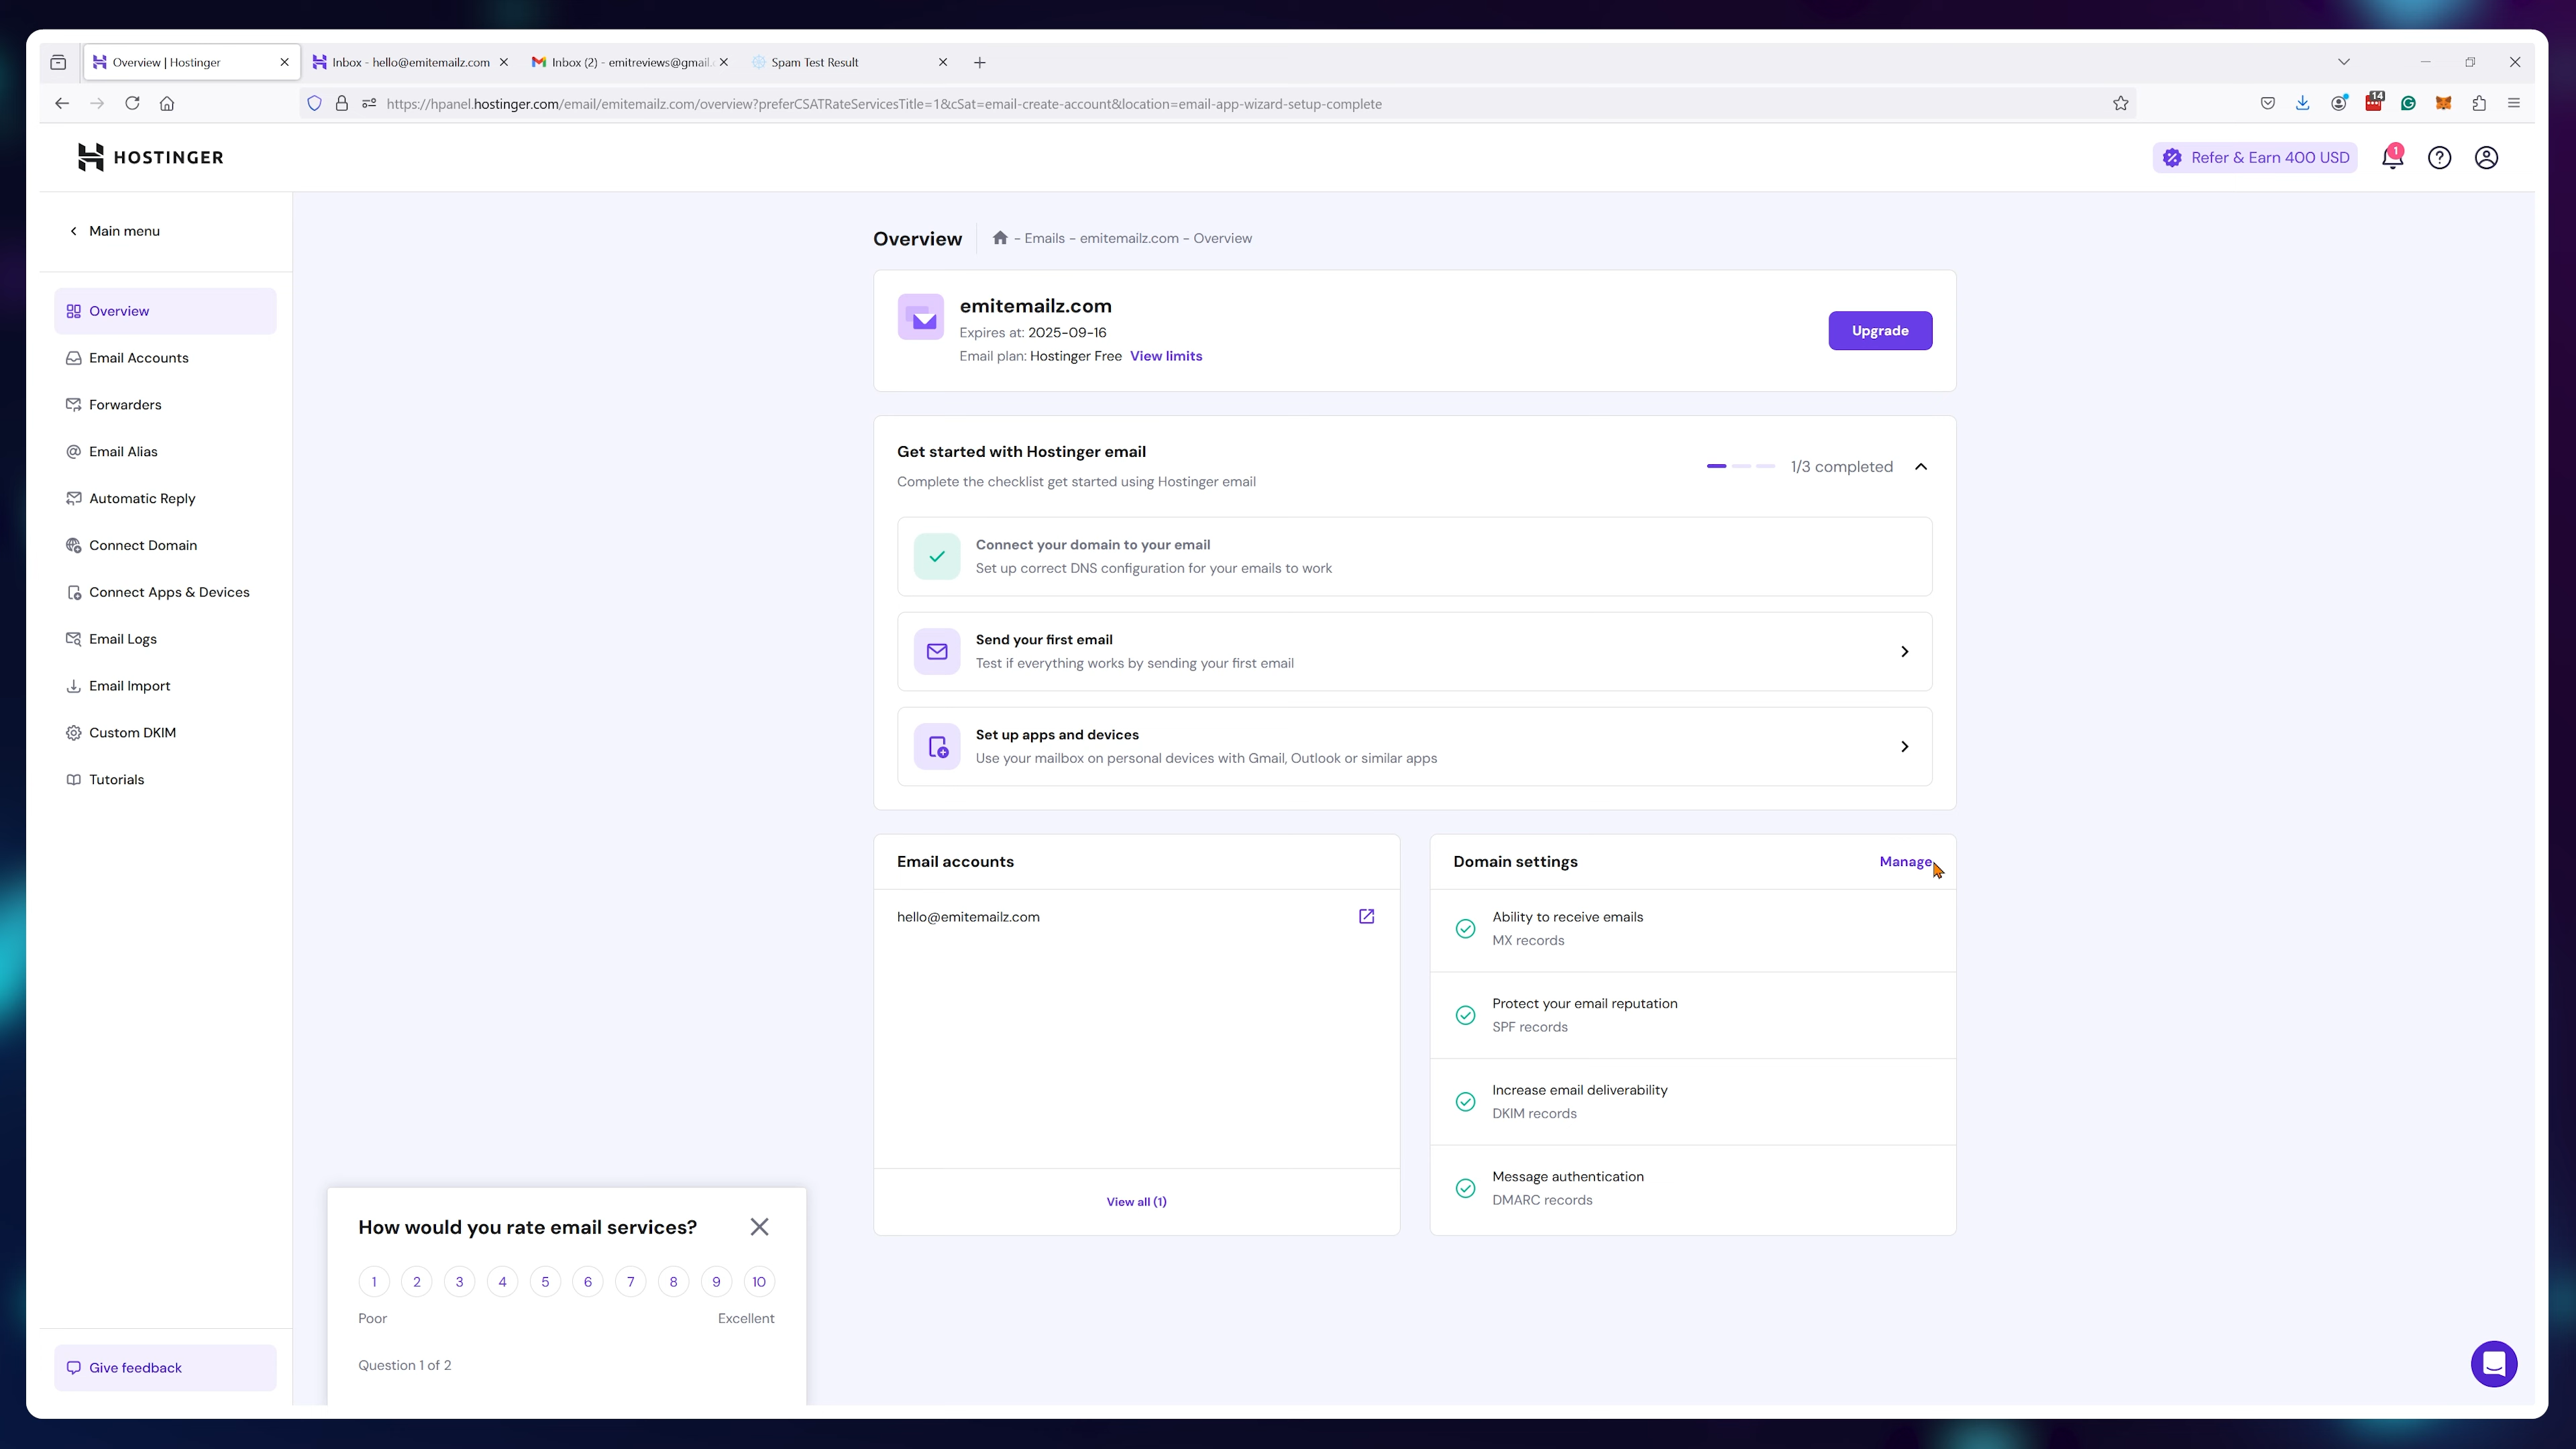 Overview | Hostinger
Inbox - hello@emitemailz.com
Inbox (2) - emitreviews@gmail.
Spam Test Result
https://hpanel.hostinger.com/email/emitemailz.com/overview?preferCSATRateServicesTitle=1&cSat=email-create-account&location=email-app-wizard-setup-complete
14
HOSTINGER
Refer & Earn 400 USD
1
Main menu
Overview
Email Accounts
Forwarders
Email Alias
Automatic Reply
Connect Domain
Connect Apps & Devices
Email Logs
Email Import
Custom DKIM
Tutorials
Give feedback
Overview
- Emails - emitemailz.com - Overview
emitemailz.com
Expires at: 2025-09-16
Email plan: Hostinger Free View limits
Upgrade
Get started with Hostinger email
Complete the checklist get started using Hostinger email
1/3 completed
Connect your domain to your email
Set up correct DNS configuration for your emails to work
Send your first email
Test if everything works by sending your first email
Set up apps and devices
Use your mailbox on personal devices with Gmail, Outlook or similar apps
Email accounts
hello@emitemailz.com
View all (1)
Domain settings
Manage
Ability to receive emails
MX records
Protect your email reputation
SPF records
Increase email deliverability
DKIM records
Message authentication
DMARC records
How would you rate email services?
1 2 3 4 5 6 7 8 9 10
Poor Excellent
Question 1 of 2